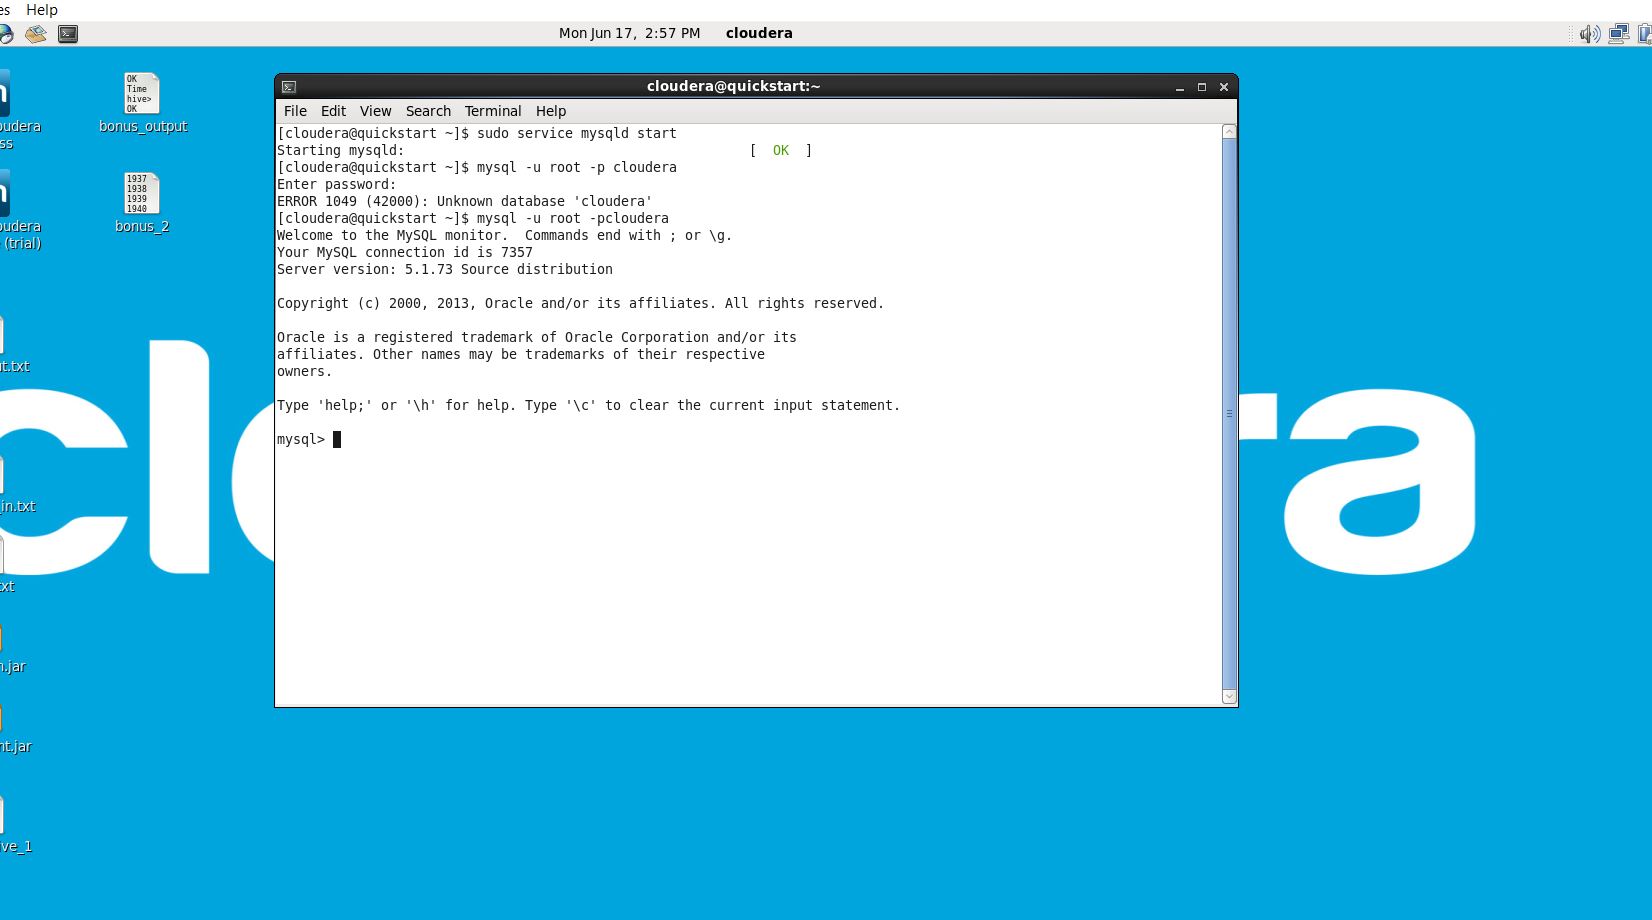 es Help
Mon Jun 17, 2:57 PM cloudera
cloudera@quickstart:~
File Edit View Search Terminal Help
[cloudera@quickstart ~]$ sudo service mysqld start
Starting mysqld: [ OK ]
[cloudera@quickstart ~]$ mysql -u root -p cloudera
Enter password:
ERROR 1049 (42000): Unknown database 'cloudera'
[cloudera@quickstart ~]$ mysql -u root -pcloudera
Welcome to the MySQL monitor. Commands end with ; or \g.
Your MySQL connection id is 7357
Server version: 5.1.73 Source distribution
Copyright (c) 2000, 2013, Oracle and/or its affiliates. All rights reserved.
Oracle is a registered trademark of Oracle Corporation and/or its
affiliates. Other names may be trademarks of their respective
owners.
Type 'help;' or '\h' for help. Type '\c' to clear the current input statement.
mysql>
OK
Time
hive>
OK
bonus_output
1937
1938
1939
1940
bonus_2
oudera
ss
oudera
(trial)
ut.txt
in.txt
txt
n.jar
nt.jar
ve_1
cl
ra